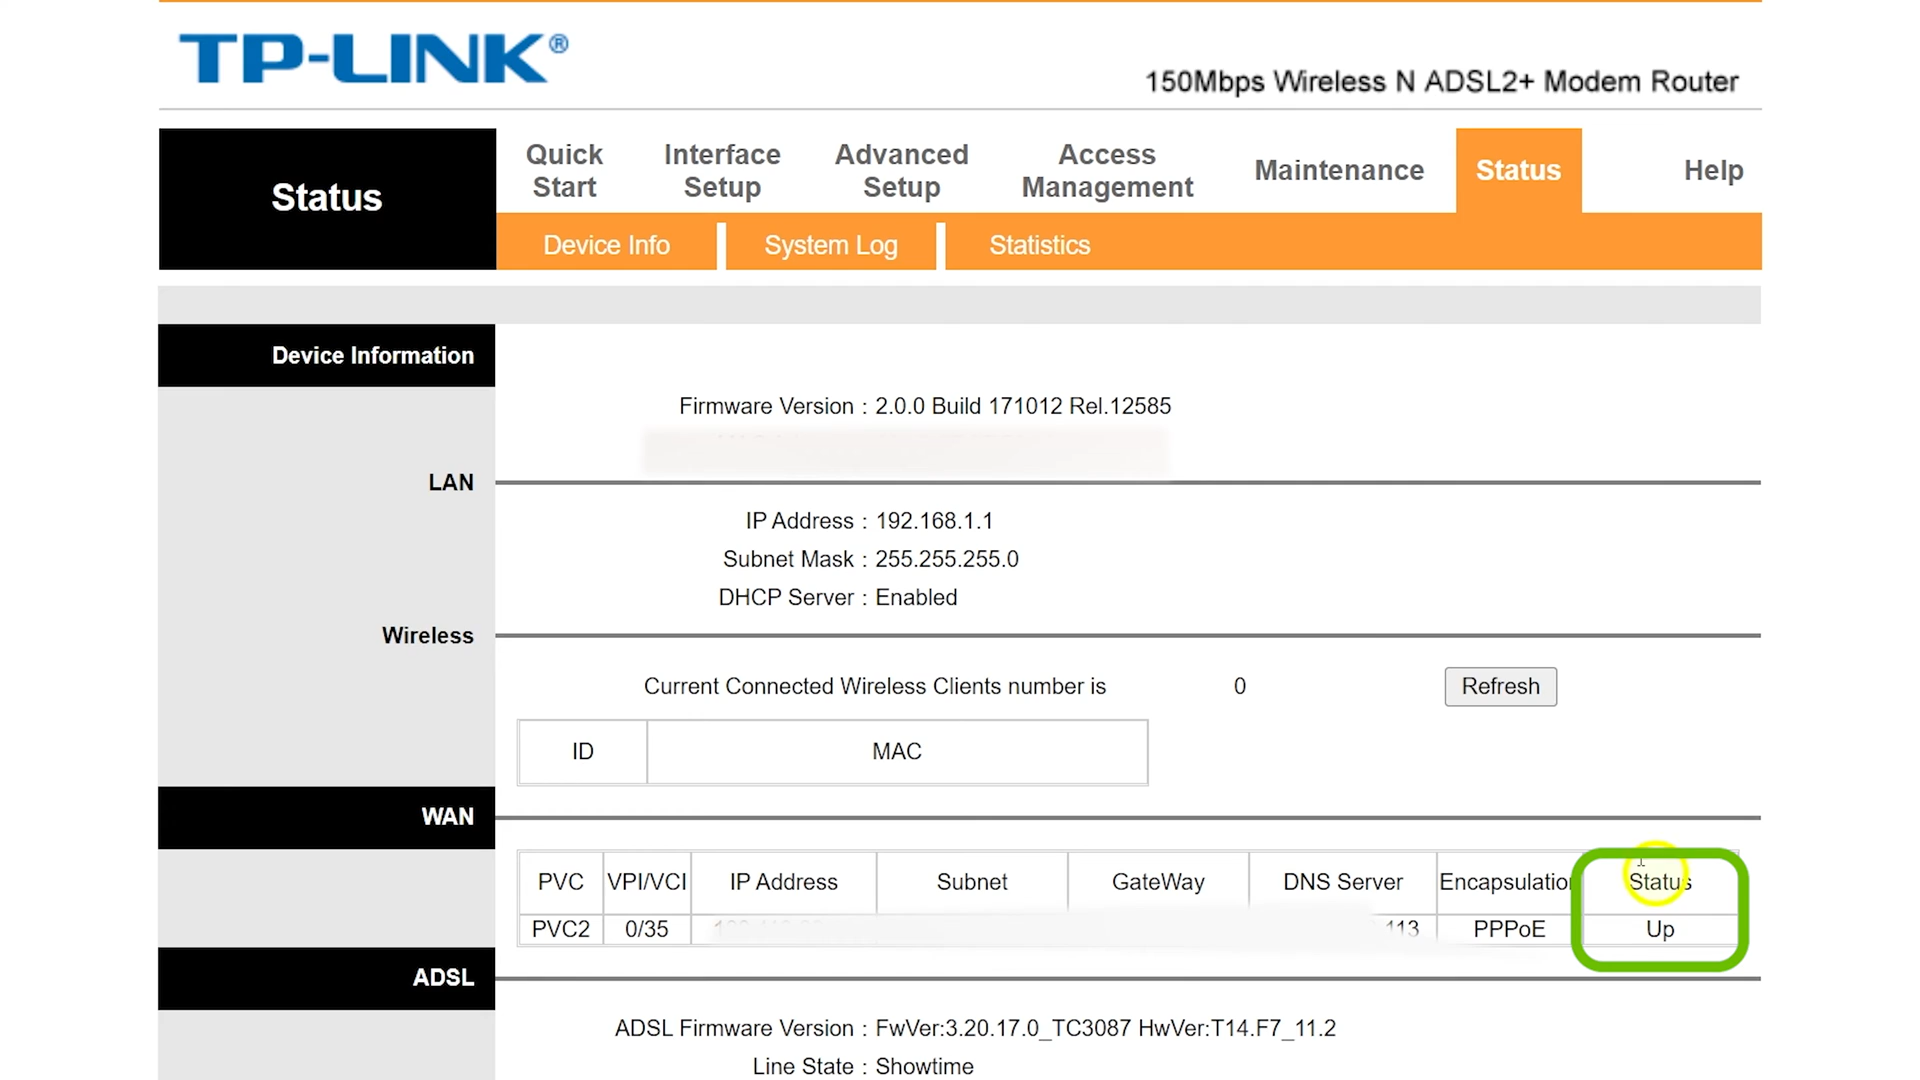 TP-LINK®
150Mbps Wireless N ADSL2+ Modem Router
Status
Quick Start
Interface Setup
Advanced Setup
Access Management
Maintenance
Status
Help
Device Info
System Log
Statistics
Device Information
Firmware Version : 2.0.0 Build 171012 Rel.12585
LAN
IP Address : 192.168.1.1
Subnet Mask : 255.255.255.0
DHCP Server : Enabled
Wireless
Current Connected Wireless Clients number is 0 Refresh
ID MAC
WAN
PVC VPI/VCI IP Address Subnet GateWay DNS Server Encapsulation Status
PVC2 0/35 113 PPPoE Up
ADSL
ADSL Firmware Version : FwVer:3.20.17.0_TC3087 HwVer:T14.F7_11.2
Line State : Showtime